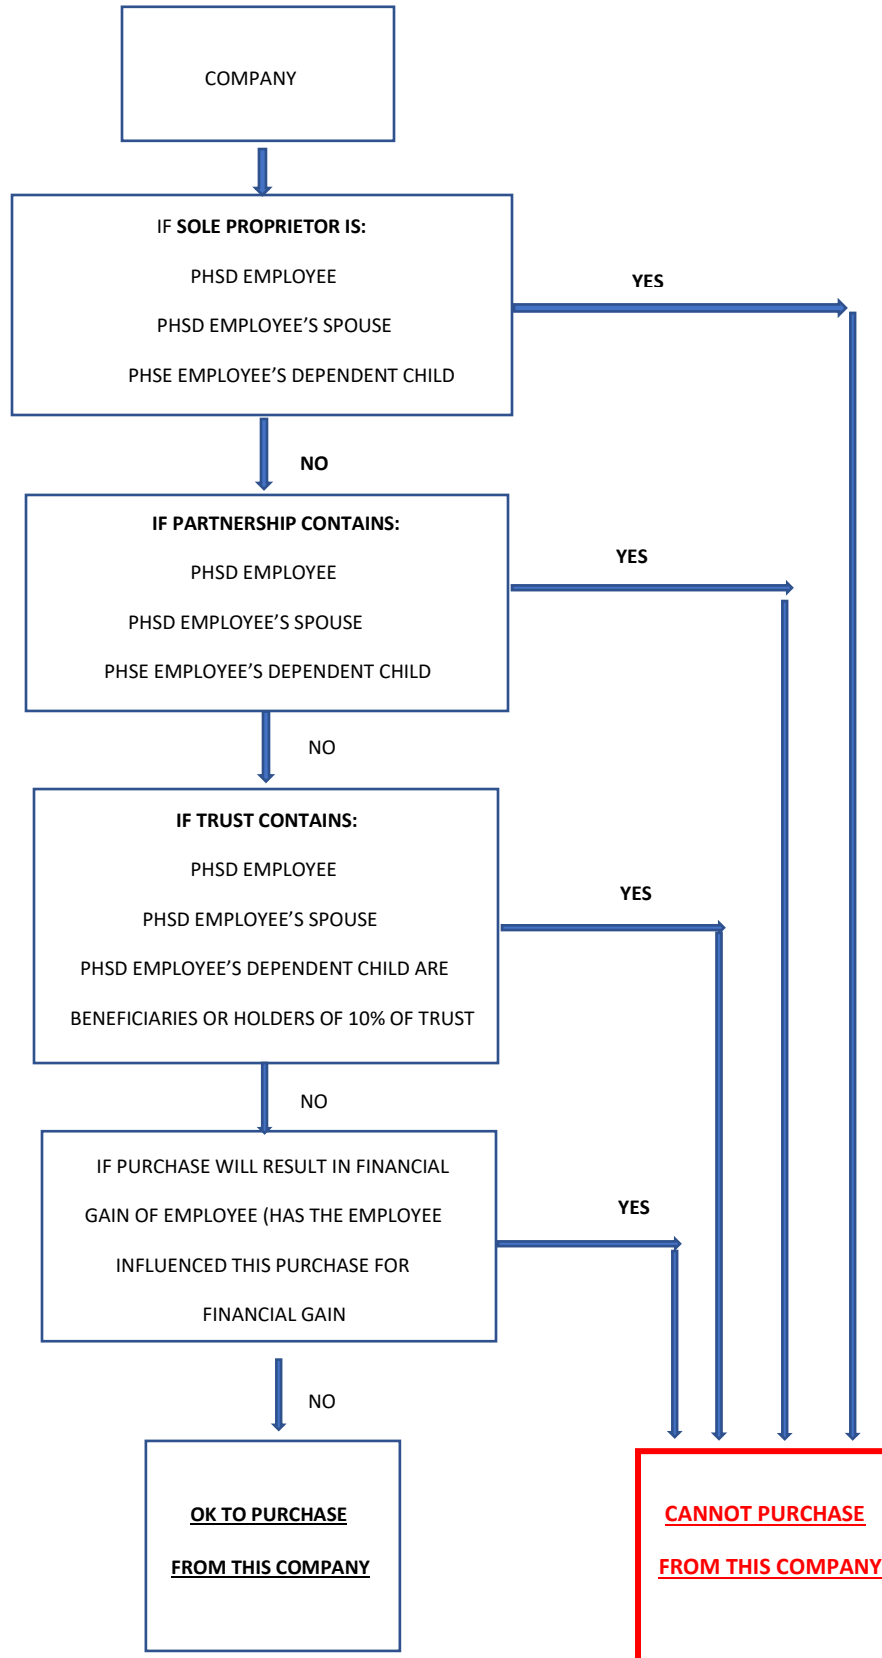 COMPANY
IF SOLE PROPRIETOR IS:
PHSD EMPLOYEE
PHSD EMPLOYEE’S SPOUSE
PHSE EMPLOYEE’S DEPENDENT CHILD
YES
NO
IF PARTNERSHIP CONTAINS:
PHSD EMPLOYEE
PHSD EMPLOYEE’S SPOUSE
PHSE EMPLOYEE’S DEPENDENT CHILD
YES
NO
IF TRUST CONTAINS:
PHSD EMPLOYEE
PHSD EMPLOYEE’S SPOUSE
PHSD EMPLOYEE’S DEPENDENT CHILD ARE
BENEFICIARIES OR HOLDERS OF 10% OF TRUST
YES
NO
IF PURCHASE WILL RESULT IN FINANCIAL
GAIN OF EMPLOYEE (HAS THE EMPLOYEE
INFLUENCED THIS PURCHASE FOR
FINANCIAL GAIN
YES
NO
OK TO PURCHASE
FROM THIS COMPANY
CANNOT PURCHASE
FROM THIS COMPANY